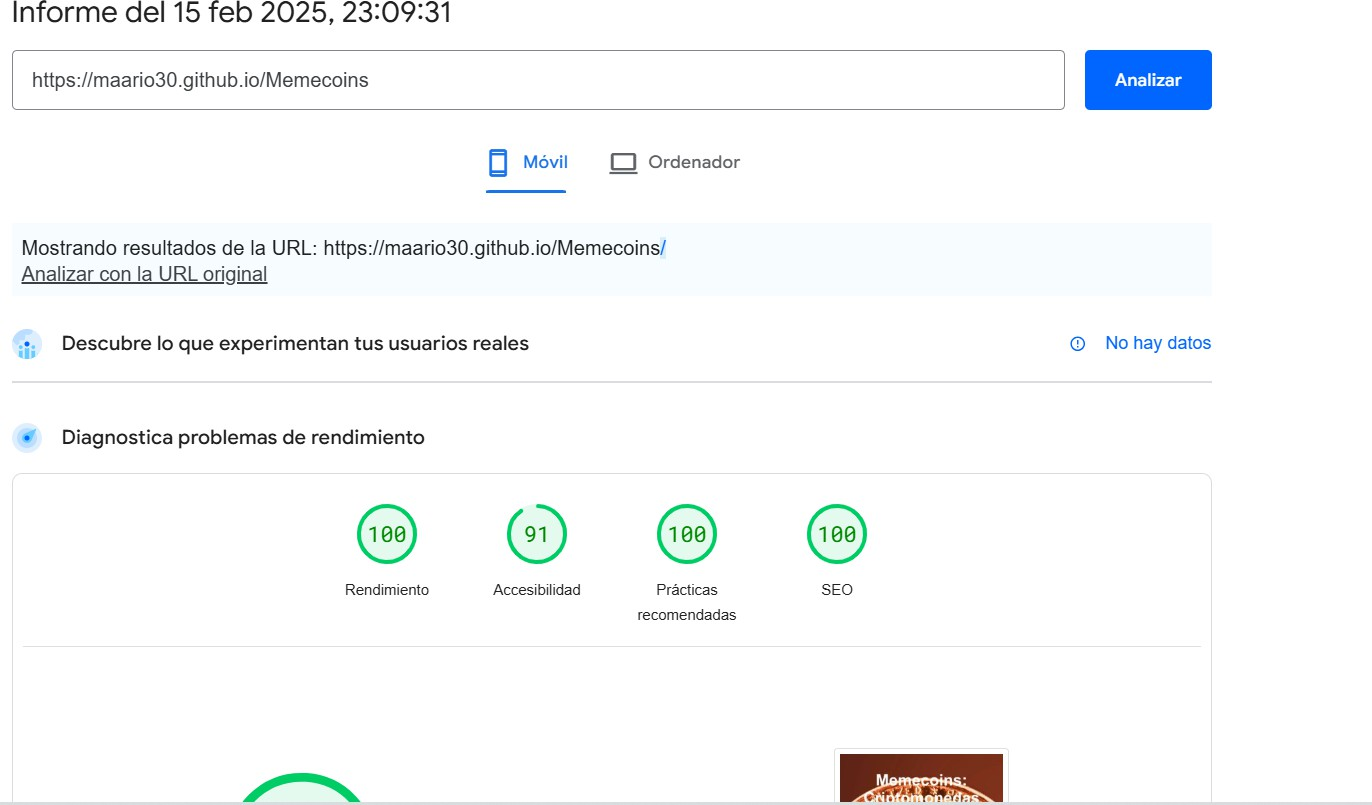 Informe del 15 feb 2025, 23:09:31
https://maario30.github.io/Memecoins
Analizar
Móvil
Ordenador
Mostrando resultados de la URL: https://maario30.github.io/Memecoins/
Analizar con la URL original
Descubre lo que experimentan tus usuarios reales
No hay datos
Diagnostica problemas de rendimiento
100
91
100
100
Rendimiento
Accesibilidad
Prácticas
recomendadas
SEO
Memecoins:
Criptomonedas